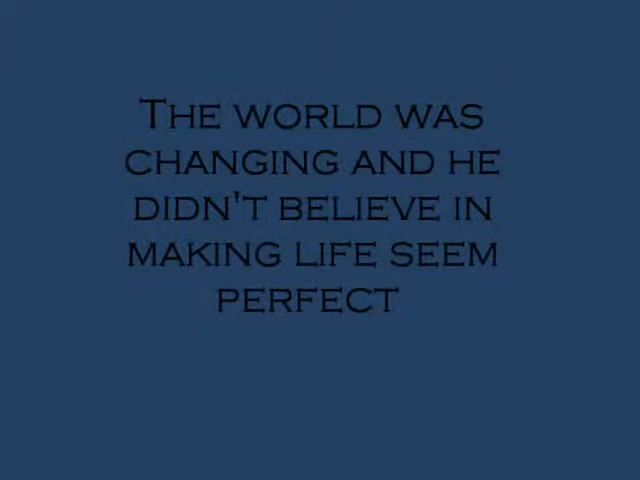 The world was
changing and he
didn't believe in
making life seem
perfect